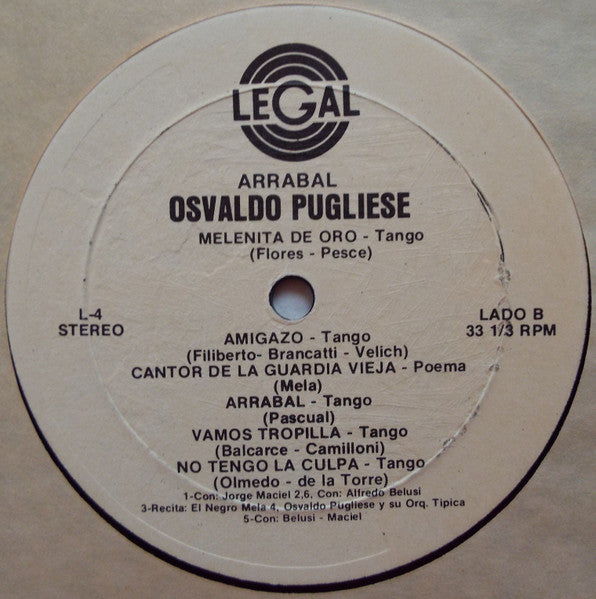 LEGAL
ARRABAL
OSVALDO PUGLIESE
MELENITA DE ORO - Tango
(Flores - Pesce)
L-4
STEREO
LADO B
33 1/3 RPM
AMIGAZO - Tango
(Filiberto- Brancatti - Velich)
CANTOR DE LA GUARDIA VIEJA - Poema
(Mela)
ARRABAL - Tango
(Pascual)
VAMOS TROPILLA - Tango
(Balcarce - Camilloni)
NO TENGO LA CULPA - Tango
(Olmedo - de la Torre)
1-Con: Jorge Maciel 2,6, Con: Alfredo Belusi
3-Recita: El Negro Mela 4, Osvaldo Pugliese y su Orq. Tipica
5-Con: Belusi - Maciel